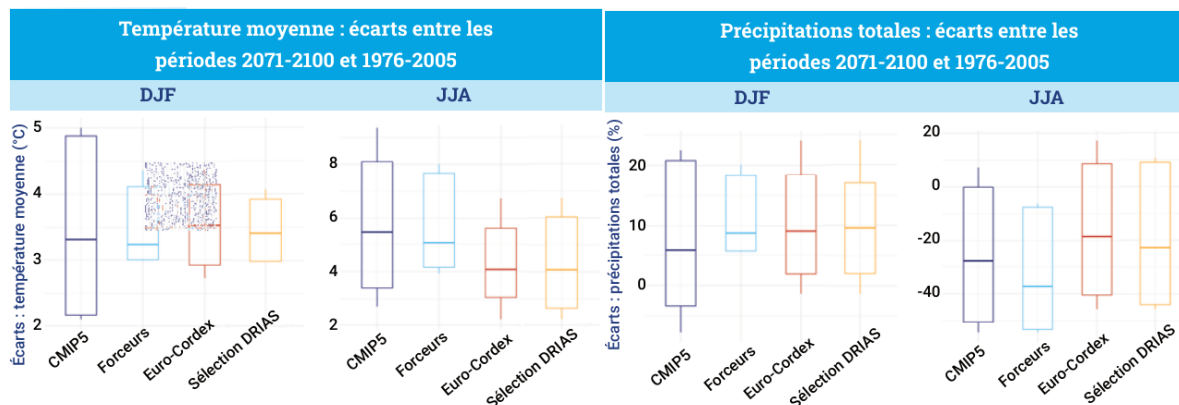 Température moyenne : écarts entre les
périodes 2071-2100 et 1976-2005
DJF
JJA
Écarts : température moyenne (°C)
5
4
3
2
CMIP5
Forceurs
Euro-Cordex
Sélection DRIAS
8
6
4
2
CMIP5
Forceurs
Euro-Cordex
Sélection DRIAS
Précipitations totales : écarts entre les
périodes 2071-2100 et 1976-2005
DJF
JJA
Écarts : précipitations totales (%)
20
10
0
CMIP5
Forceurs
Euro-Cordex
Sélection DRIAS
20
0
-20
-40
CMIP5
Forceurs
Euro-Cordex
Sélection DRIAS